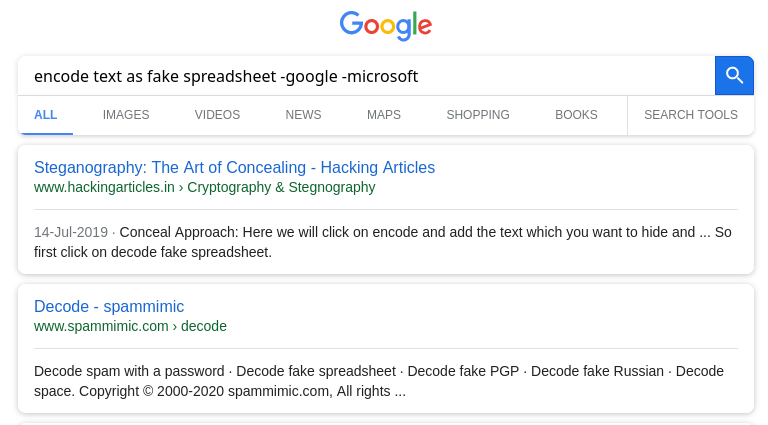 Google
encode text as fake spreadsheet -google -microsoft
ALL IMAGES VIDEOS NEWS MAPS SHOPPING BOOKS SEARCH TOOLS
Steganography: The Art of Concealing - Hacking Articles
www.hackingarticles.in › Cryptography & Stegnography
14-Jul-2019 · Conceal Approach: Here we will click on encode and add the text which you want to hide and ... So
first click on decode fake spreadsheet.
Decode - spammimic
www.spammimic.com › decode
Decode spam with a password · Decode fake spreadsheet · Decode fake PGP · Decode fake Russian · Decode
space. Copyright © 2000-2020 spammimic.com, All rights ...